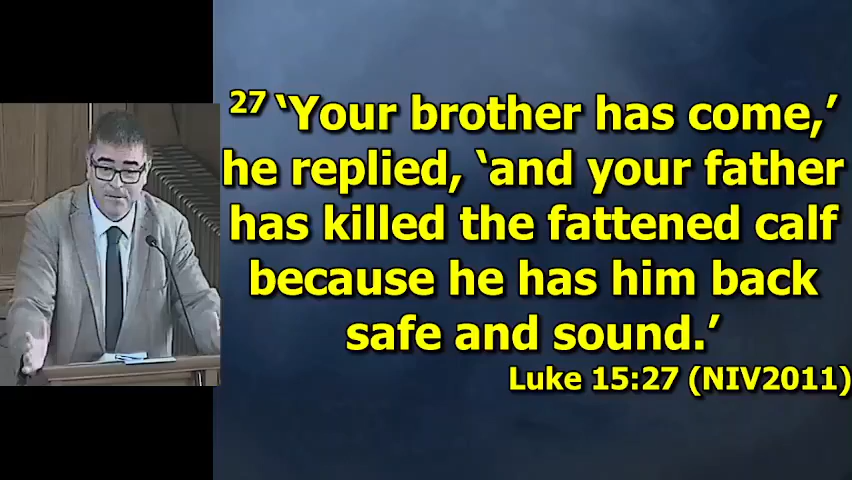 27 ‘Your brother has come,’
he replied, ‘and your father
has killed the fattened calf
because he has him back
safe and sound.’
Luke 15:27 (NIV2011)